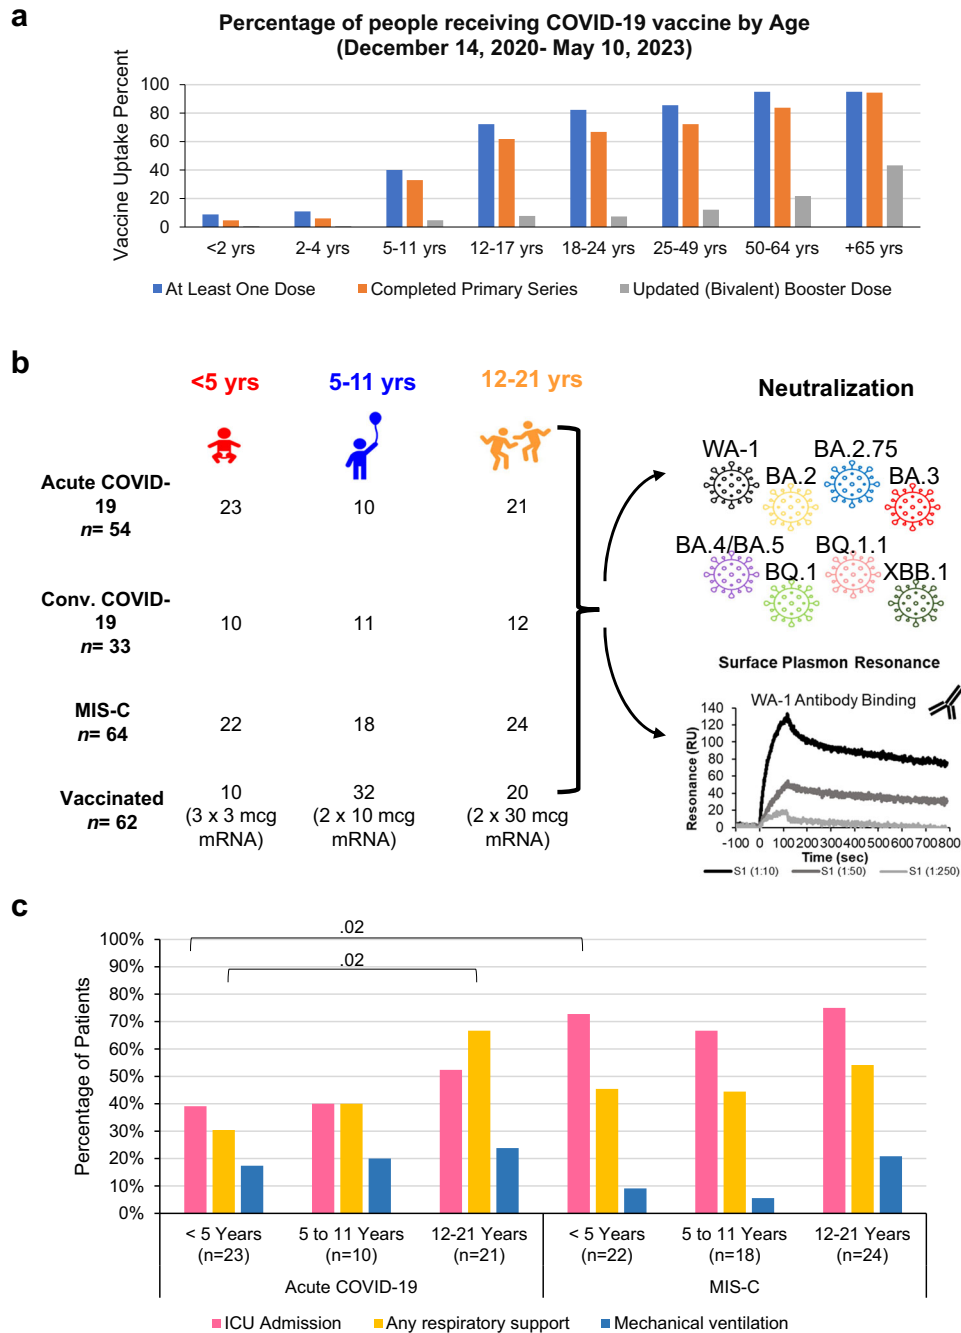 a
Percentage of people receiving COVID-19 vaccine by Age
(December 14, 2020- May 10, 2023)
Vaccine Uptake Percent
100
80
60
40
20
0
<2 yrs
2-4 yrs
5-11 yrs
12-17 yrs
18-24 yrs
25-49 yrs
50-64 yrs
+65 yrs
At Least One Dose
Completed Primary Series
Updated (Bivalent) Booster Dose
b
<5 yrs
5-11 yrs
12-21 yrs
Acute COVID-
19
n= 54
23
10
21
Conv. COVID-
19
n= 33
10
11
12
MIS-C
n= 64
22
18
24
Vaccinated
n= 62
10
(3 x 3 mcg
mRNA)
32
(2 x 10 mcg
mRNA)
20
(2 x 30 mcg
mRNA)
Neutralization
WA-1
BA.2
BA.2.75
BA.3
BA.4/BA.5
BQ.1
BQ.1.1
XBB.1
Surface Plasmon Resonance
WA-1 Antibody Binding
Resonance (RU)
140
120
100
80
60
40
20
0
-100 0 100 200 300 400 500 600 700 800
Time (sec)
S1 (1:10)
S1 (1:50)
S1 (1:250)
c
.02
.02
Percentage of Patients
100%
90%
80%
70%
60%
50%
40%
30%
20%
10%
0%
< 5 Years
(n=23)
5 to 11 Years
(n=10)
12-21 Years
(n=21)
< 5 Years
(n=22)
5 to 11 Years
(n=18)
12-21 Years
(n=24)
Acute COVID-19
MIS-C
ICU Admission
Any respiratory support
Mechanical ventilation